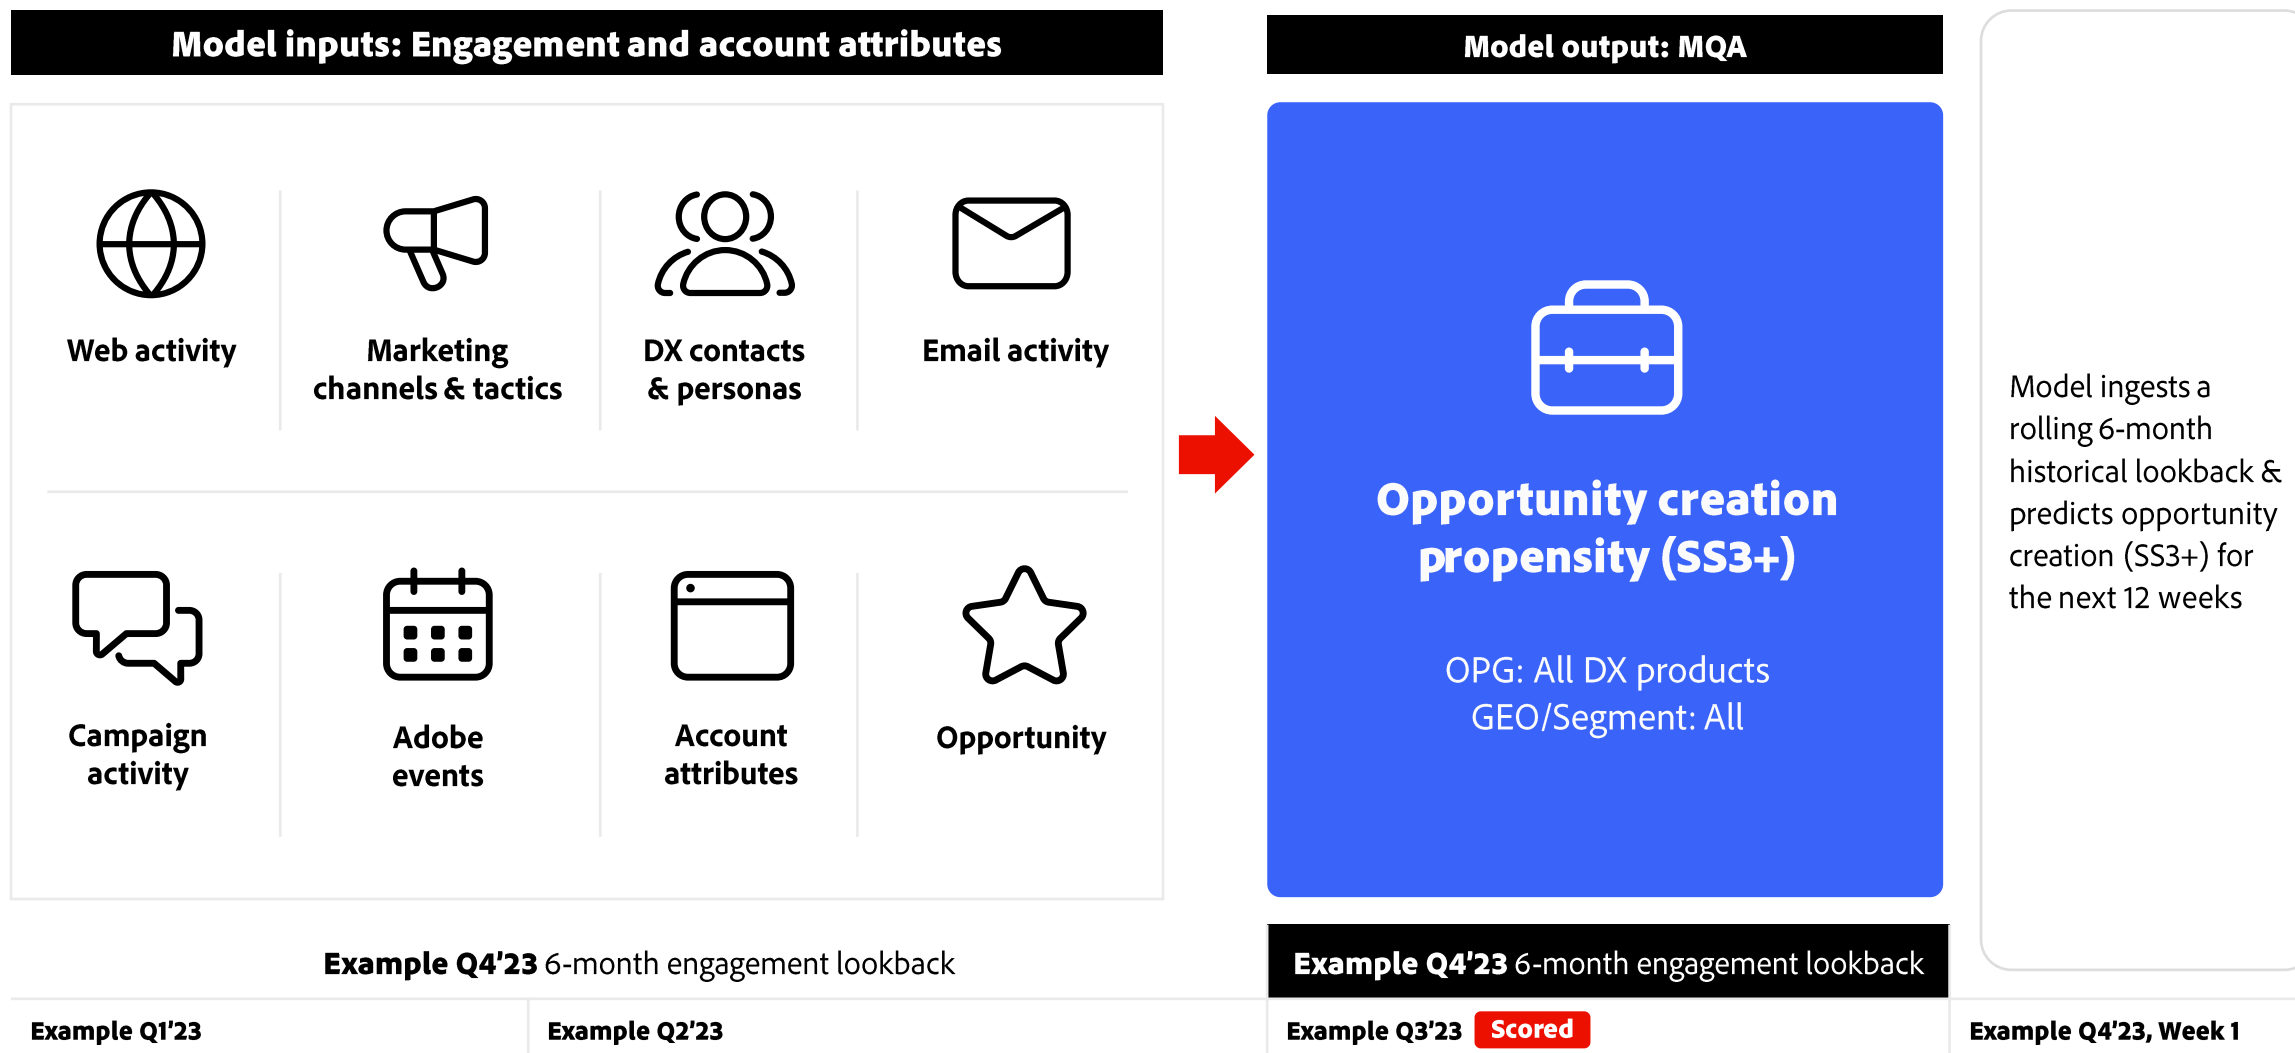 Model inputs: Engagement and account attributes
Web activity
Marketing
channels & tactics
DX contacts
& personas
Email activity
Campaign
activity
Adobe
events
Account
attributes
Opportunity
Example Q4’23 6-month engagement lookback
Model output: MQA
Opportunity creation
propensity (SS3+)
OPG: All DX products
GEO/Segment: All
Example Q4’23 6-month engagement lookback
Model ingests a
rolling 6-month
historical lookback &
predicts opportunity
creation (SS3+) for
the next 12 weeks
Example Q1’23
Example Q2’23
Example Q3’23 Scored
Example Q4’23, Week 1